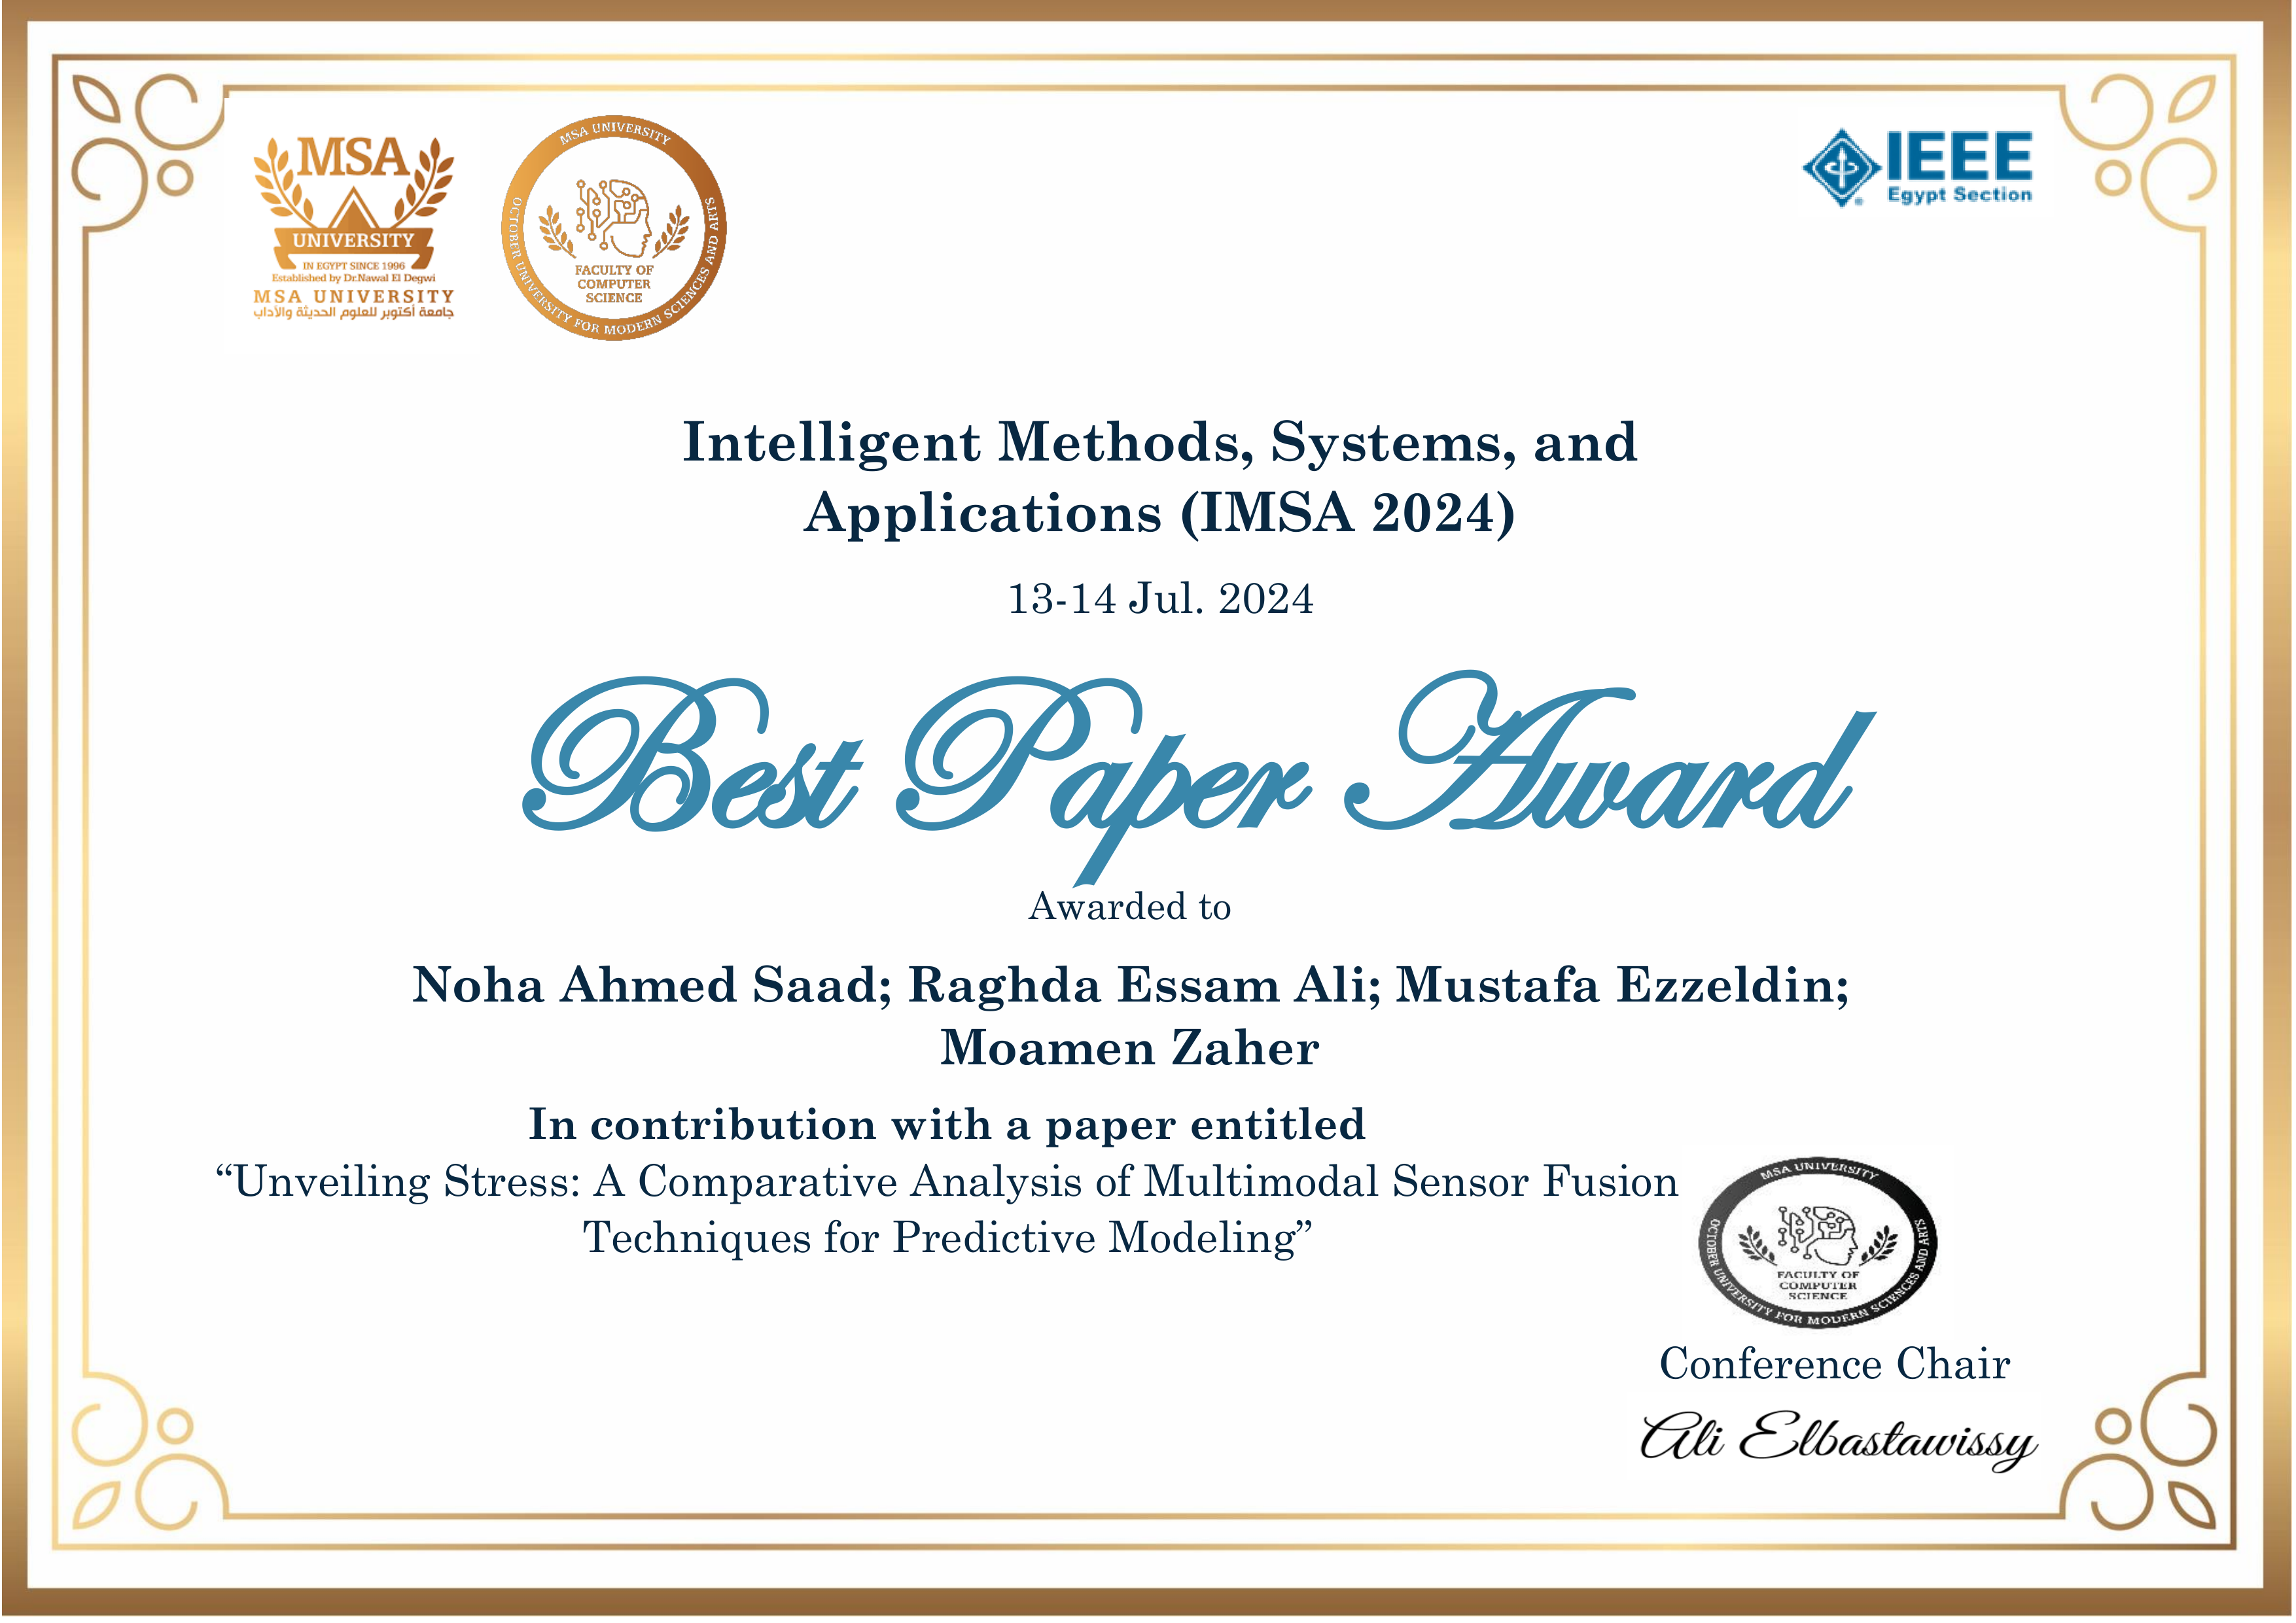 MSA
UNIVERSITY
IN EGYPT SINCE 1996
Established by Dr.Nawal El Degwi
MSA UNIVERSITY
جامعة أكتوبر للعلوم الحديثة والآداب
MSA UNIVERSITY
OCTOBER UNIVERSITY FOR MODERN SCIENCES AND ARTS
FACULTY OF
COMPUTER
SCIENCE
IEEE
Egypt Section
Intelligent Methods, Systems, and
Applications (IMSA 2024)
13-14 Jul. 2024
Best Paper Award
Awarded to
Noha Ahmed Saad; Raghda Essam Ali; Mustafa Ezzeldin;
Moamen Zaher
In contribution with a paper entitled
“Unveiling Stress: A Comparative Analysis of Multimodal Sensor Fusion
Techniques for Predictive Modeling”
MSA UNIVERSITY
OCTOBER UNIVERSITY FOR MODERN SCIENCES AND ARTS
FACULTY OF
COMPUTER
SCIENCE
Conference Chair
Ali Elbastawissy